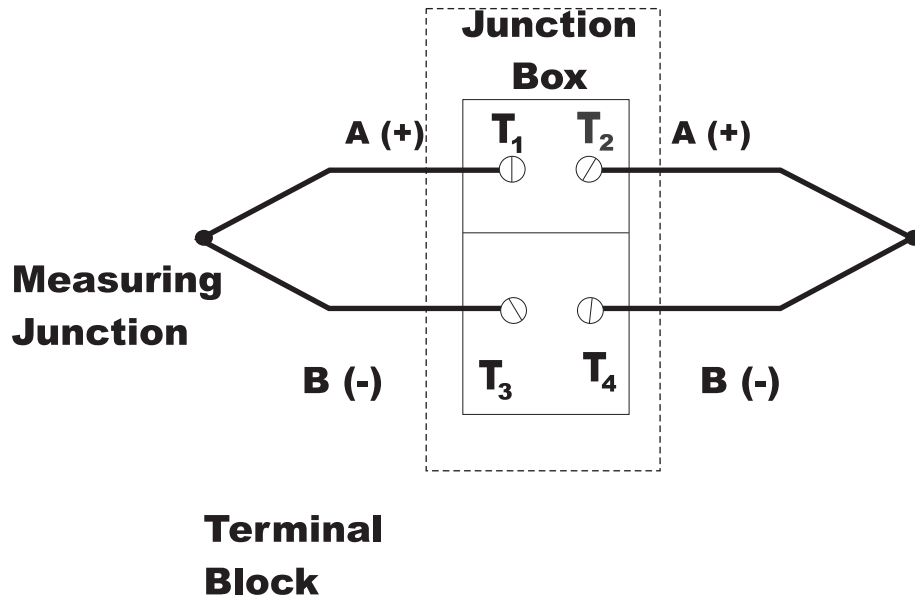 Junction
Box
A (+)
T1
T2
A (+)
Measuring
Junction
B (-)
T3
T4
B (-)
Terminal
Block